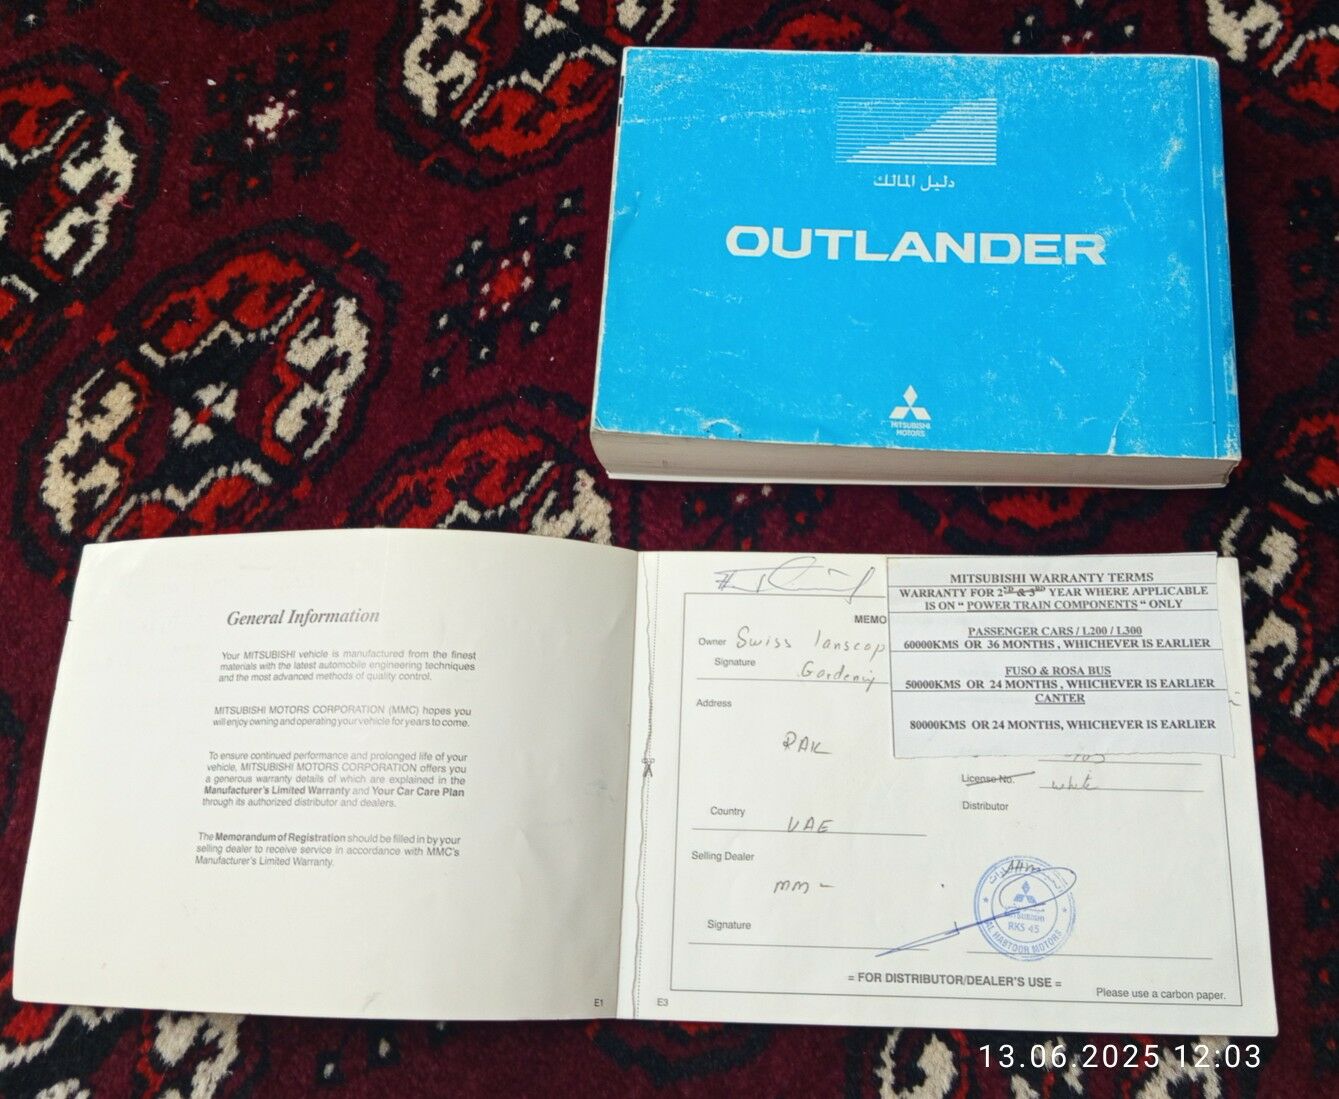 دليل المالك
OUTLANDER
MITSUBISHI
MOTORS
General Information
Your MITSUBISHI vehicle is manufactured from the finest
materials with the latest automobile engineering techniques
and the most advanced methods of quality control.
MITSUBISHI MOTORS CORPORATION (MMC) hopes you
will enjoy owning and operating your vehicle for years to come.
To ensure continued performance and prolonged life of your
vehicle, MITSUBISHI MOTORS CORPORATION offers you
a generous warranty details of which are explained in the
Manufacturer's Limited Warranty and Your Car Care Plan
through its authorized distributor and dealers.
The Memorandum of Registration should be filled in by your
selling dealer to receive service in accordance with MMC's
Manufacturer's Limited Warranty.
E1
MEMO
Owner Swiss lanscap
Signature Gardening
Address
RAK
Country
UAE
Selling Dealer
MM -
Signature
MITSUBISHI WARRANTY TERMS
WARRANTY FOR 2ND & 3RD YEAR WHERE APPLICABLE
IS ON " POWER TRAIN COMPONENTS " ONLY
PASSENGER CARS / L200 / L300
60000KMS OR 36 MONTHS , WHICHEVER IS EARLIER
FUSO & ROSA BUS
50000KMS OR 24 MONTHS , WHICHEVER IS EARLIER
CANTER
80000KMS OR 24 MONTHS, WHICHEVER IS EARLIER
License No. white
Distributor
MITSUBISHI
RKS 45
AL HABTOOR MOTORS
= FOR DISTRIBUTOR/DEALER'S USE =
Please use a carbon paper.
E3
13.06.2025 12:03